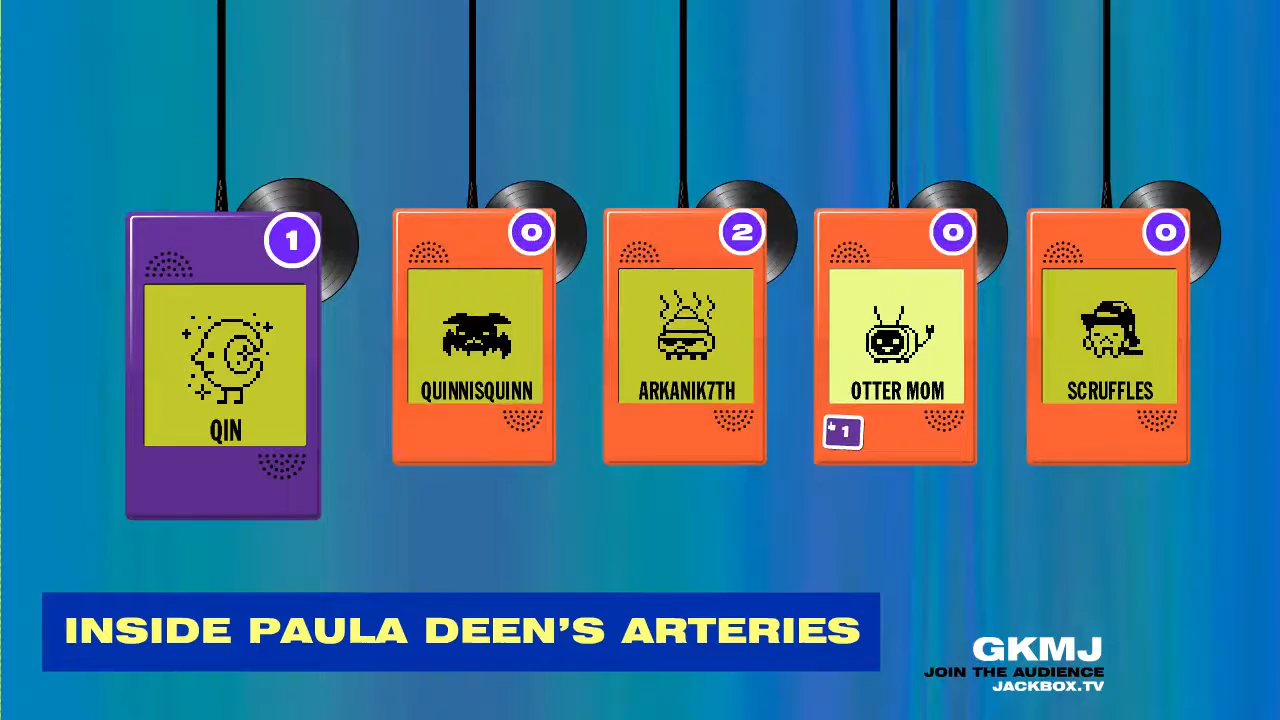 1
0
2
0
0
QIN
QUINNISQUINN
ARKANIK7TH
OTTER MOM
SCRUFFLES
1
INSIDE PAULA DEEN'S ARTERIES
GKMJ
JOIN THE AUDIENCE
JACKBOX.TV